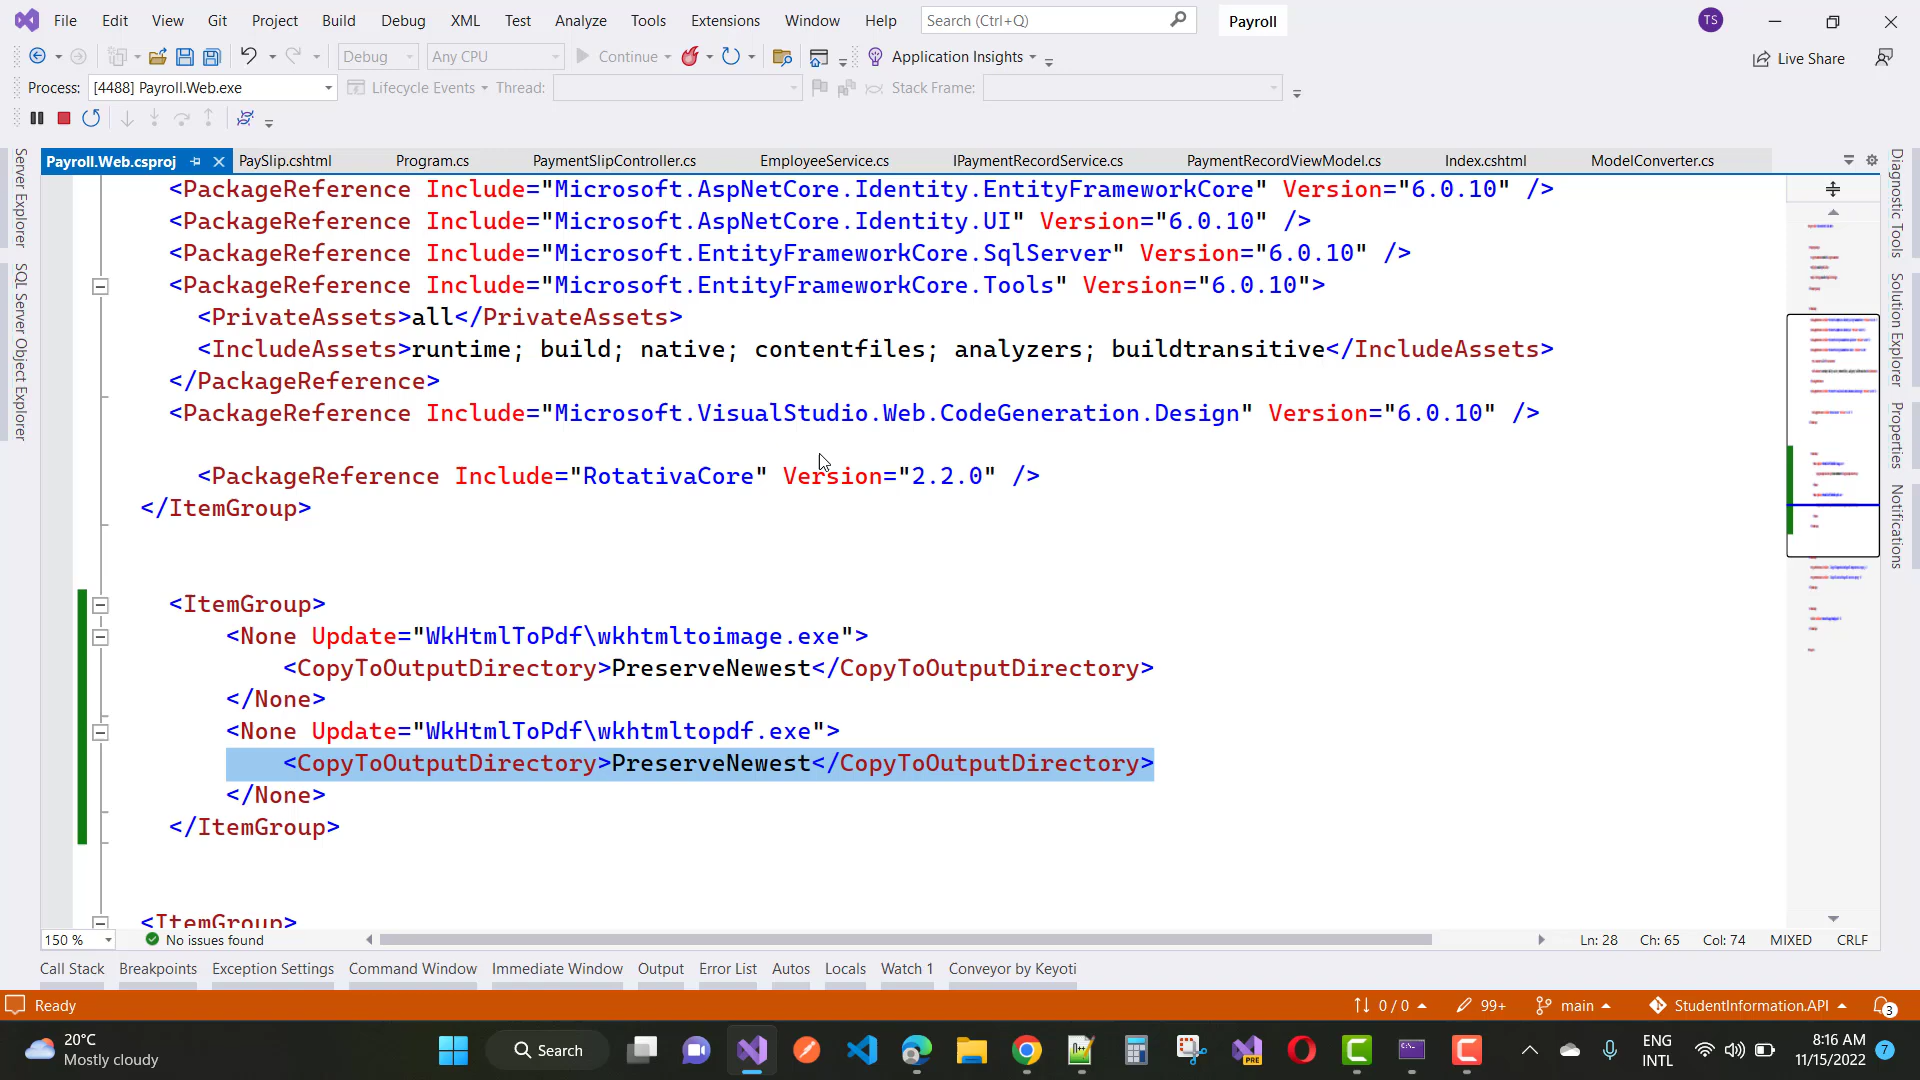 File Edit View Git Project Build Debug XML Test Analyze Tools Extensions Window Help Search (Ctrl+Q) Payroll TS
Debug Any CPU Continue Application Insights Live Share
Process: [4488] Payroll.Web.exe Lifecycle Events Thread: Stack Frame:
Payroll.Web.csproj PaySlip.cshtml Program.cs PaymentSlipController.cs EmployeeService.cs IPaymentRecordService.cs PaymentRecordViewModel.cs Index.cshtml ModelConverter.cs
Server Explorer
SQL Server Object Explorer
<PackageReference Include="Microsoft.AspNetCore.Identity.EntityFrameworkCore" Version="6.0.10" />
<PackageReference Include="Microsoft.AspNetCore.Identity.UI" Version="6.0.10" />
<PackageReference Include="Microsoft.EntityFrameworkCore.SqlServer" Version="6.0.10" />
<PackageReference Include="Microsoft.EntityFrameworkCore.Tools" Version="6.0.10">
<PrivateAssets>all</PrivateAssets>
<IncludeAssets>runtime; build; native; contentfiles; analyzers; buildtransitive</IncludeAssets>
</PackageReference>
<PackageReference Include="Microsoft.VisualStudio.Web.CodeGeneration.Design" Version="6.0.10" />
<PackageReference Include="RotativaCore" Version="2.2.0" />
</ItemGroup>
<ItemGroup>
<None Update="WkHtmlToPdf\wkhtmltoimage.exe">
<CopyToOutputDirectory>PreserveNewest</CopyToOutputDirectory>
</None>
<None Update="WkHtmlToPdf\wkhtmltopdf.exe">
<CopyToOutputDirectory>PreserveNewest</CopyToOutputDirectory>
</None>
</ItemGroup>
<ItemGroup>
Diagnostic Tools
Solution Explorer
Properties
Notifications
150 % No issues found Ln: 28 Ch: 65 Col: 74 MIXED CRLF
Call Stack Breakpoints Exception Settings Command Window Immediate Window Output Error List Autos Locals Watch 1 Conveyor by Keyoti
Ready 0 / 0 99+ main StudentInformation.API 3
20°C
Mostly cloudy
Search
PRE
ENG
INTL
8:16 AM
11/15/2022
7